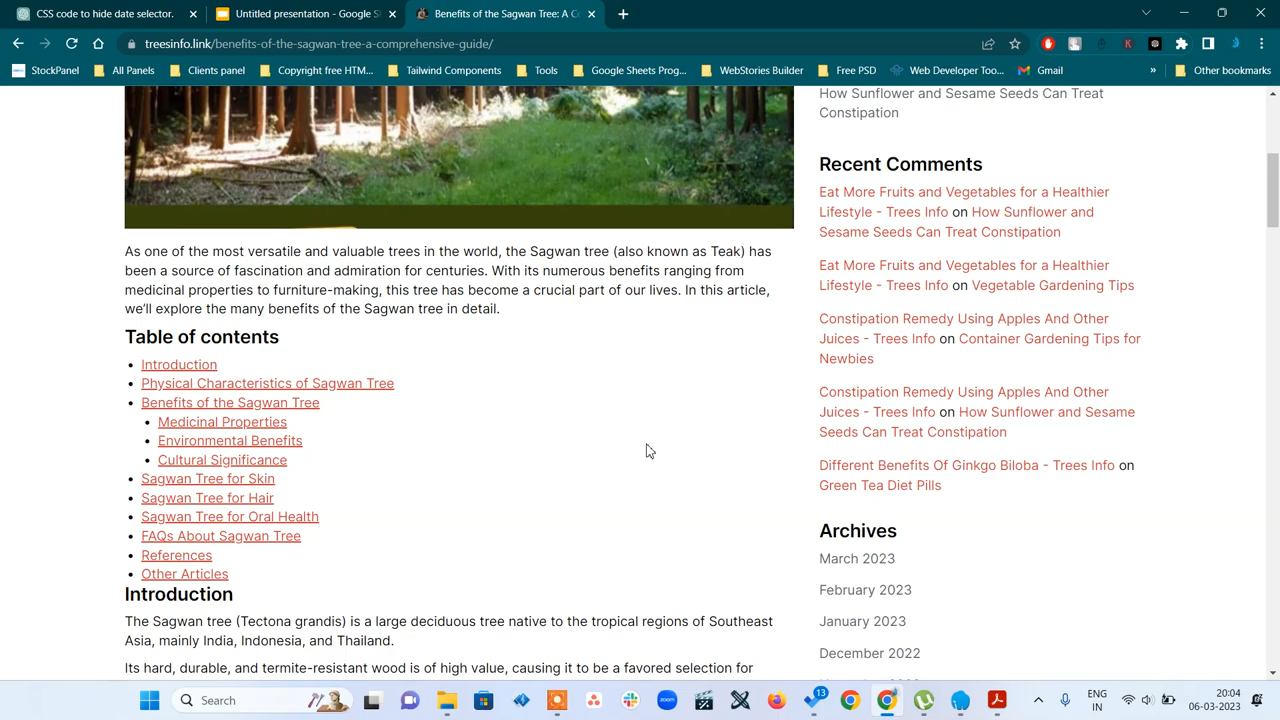 CSS code to hide date selector.
Untitled presentation - Google S
Benefits of the Sagwan Tree: A C
treesinfo.link/benefits-of-the-sagwan-tree-a-comprehensive-guide/
StockPanel
All Panels
Clients panel
Copyright free HTM...
Tailwind Components
Tools
Google Sheets Prog...
WebStories Builder
Free PSD
Web Developer Too...
Gmail
»
Other bookmarks
As one of the most versatile and valuable trees in the world, the Sagwan tree (also known as Teak) has
been a source of fascination and admiration for centuries. With its numerous benefits ranging from
medicinal properties to furniture-making, this tree has become a crucial part of our lives. In this article,
we'll explore the many benefits of the Sagwan tree in detail.
Table of contents
Introduction
Physical Characteristics of Sagwan Tree
Benefits of the Sagwan Tree
Medicinal Properties
Environmental Benefits
Cultural Significance
Sagwan Tree for Skin
Sagwan Tree for Hair
Sagwan Tree for Oral Health
FAQs About Sagwan Tree
References
Other Articles
Introduction
The Sagwan tree (Tectona grandis) is a large deciduous tree native to the tropical regions of Southeast
Asia, mainly India, Indonesia, and Thailand.
Its hard, durable, and termite-resistant wood is of high value, causing it to be a favored selection for
How Sunflower and Sesame Seeds Can Treat
Constipation
Recent Comments
Eat More Fruits and Vegetables for a Healthier
Lifestyle - Trees Info on How Sunflower and
Sesame Seeds Can Treat Constipation
Eat More Fruits and Vegetables for a Healthier
Lifestyle - Trees Info on Vegetable Gardening Tips
Constipation Remedy Using Apples And Other
Juices - Trees Info on Container Gardening Tips for
Newbies
Constipation Remedy Using Apples And Other
Juices - Trees Info on How Sunflower and Sesame
Seeds Can Treat Constipation
Different Benefits Of Ginkgo Biloba - Trees Info on
Green Tea Diet Pills
Archives
March 2023
February 2023
January 2023
December 2022
Search
zoom
13
ENG
IN
20:04
06-03-2023